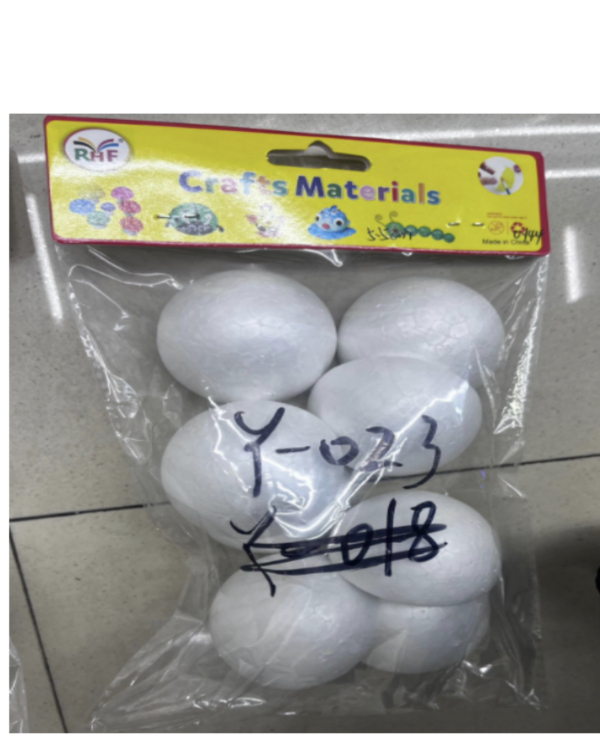 RHF
Crafts Materials
Made in China
Y-023
Y-018